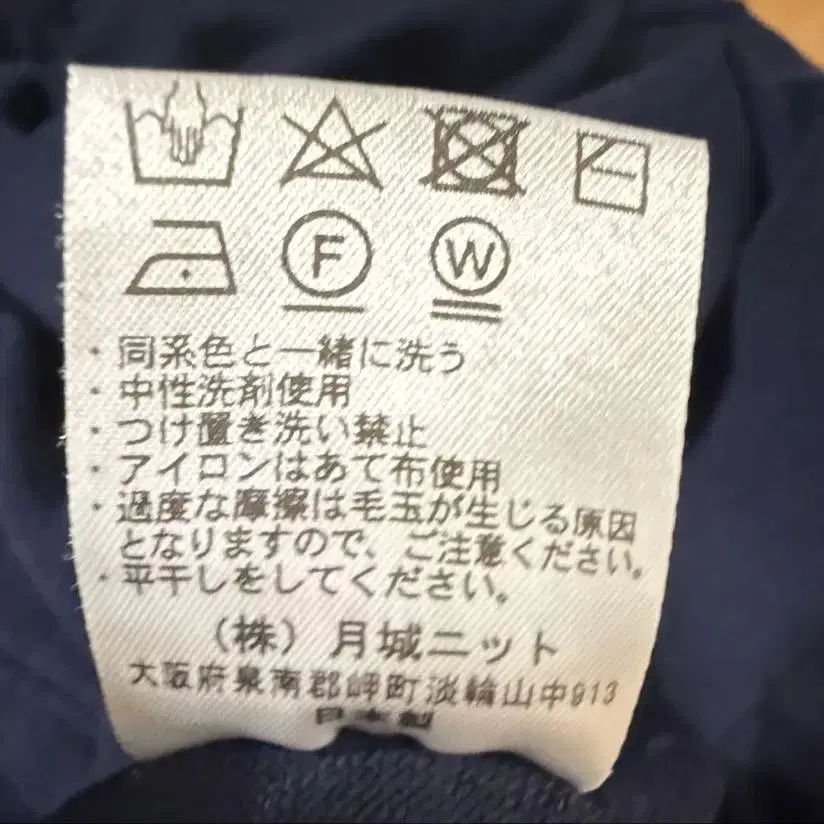 F W
・同系色と一緒に洗う
・中性洗剤使用
・つけ置き洗い禁止
・アイロンはあて布使用
・過度な摩擦は毛玉が生じる原因
となりますので、ご注意ください。
・平干しをしてください。
（株）月城ニット
大阪府泉南郡岬町淡輪山中913
日本製